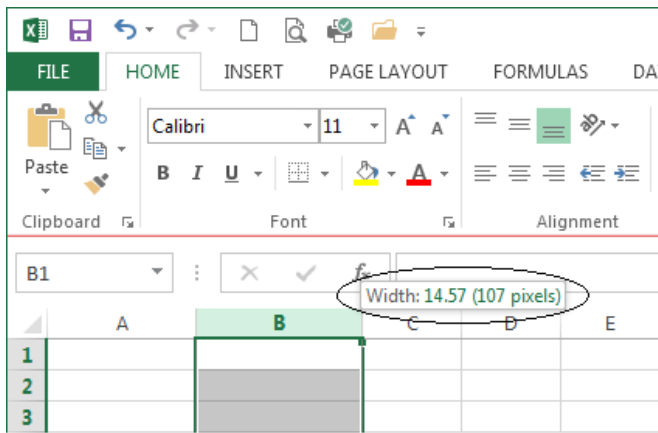 FILE HOME INSERT PAGE LAYOUT FORMULAS DA
Calibri 11 A A
Paste B I U A
Clipboard Font Alignment
B1 fx
Width: 14.57 (107 pixels)
A B C D E
1
2
3